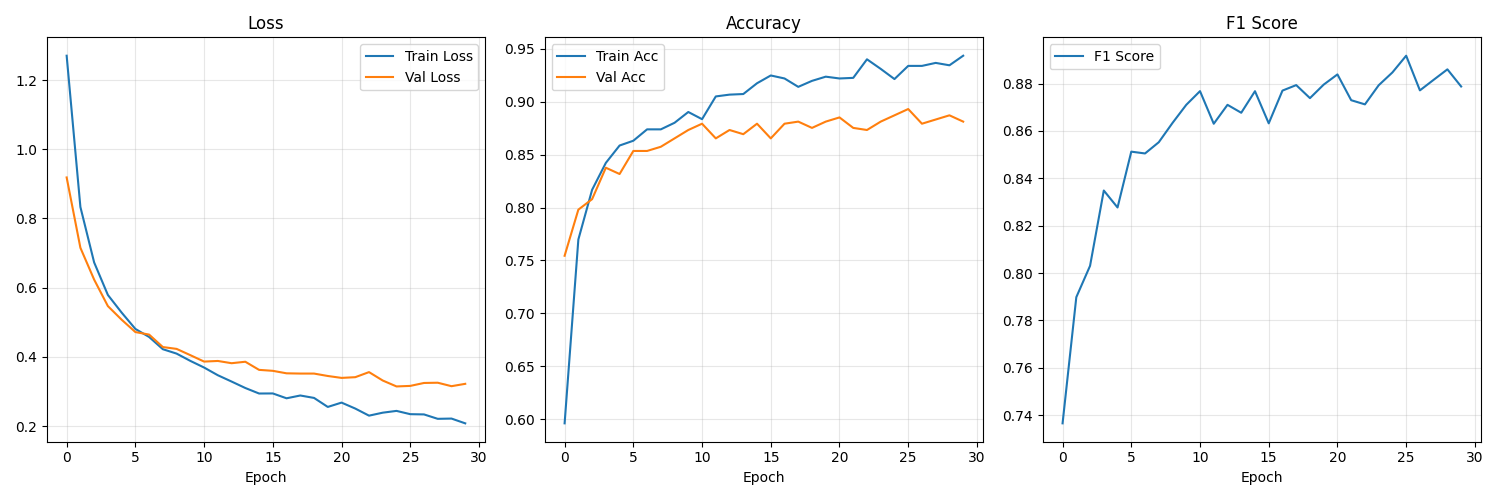 Loss
Train Loss
Val Loss
1.2
1.0
0.8
0.6
0.4
0.2
0 5 10 15 20 25 30
Epoch
Accuracy
Train Acc
Val Acc
0.95
0.90
0.85
0.80
0.75
0.70
0.65
0.60
0 5 10 15 20 25 30
Epoch
F1 Score
F1 Score
0.88
0.86
0.84
0.82
0.80
0.78
0.76
0.74
0 5 10 15 20 25 30
Epoch